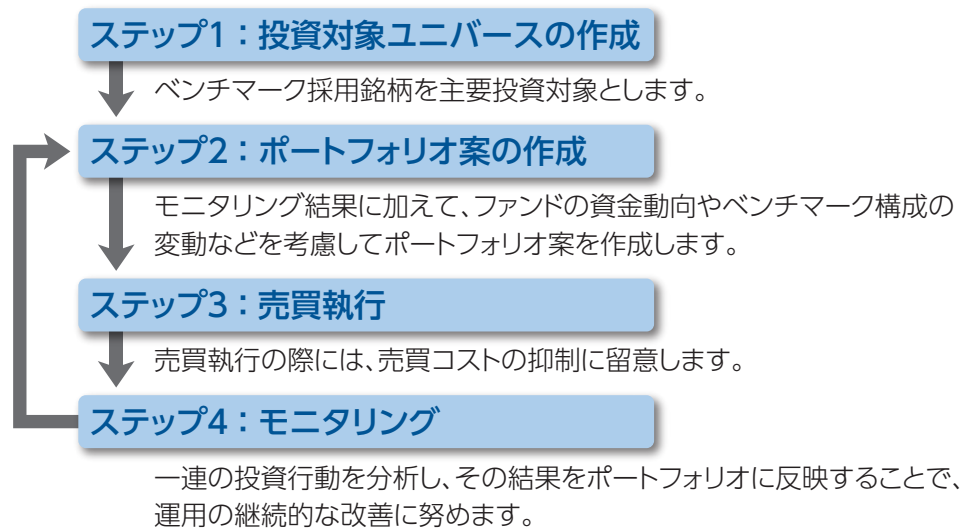 ステップ1：投資対象ユニバースの作成
ベンチマーク採用銘柄を主要投資対象とします。
ステップ2：ポートフォリオ案の作成
モニタリング結果に加えて、ファンドの資金動向やベンチマーク構成の
変動などを考慮してポートフォリオ案を作成します。
ステップ3：売買執行
売買執行の際には、売買コストの抑制に留意します。
ステップ4：モニタリング
一連の投資行動を分析し、その結果をポートフォリオに反映することで、
運用の継続的な改善に努めます。